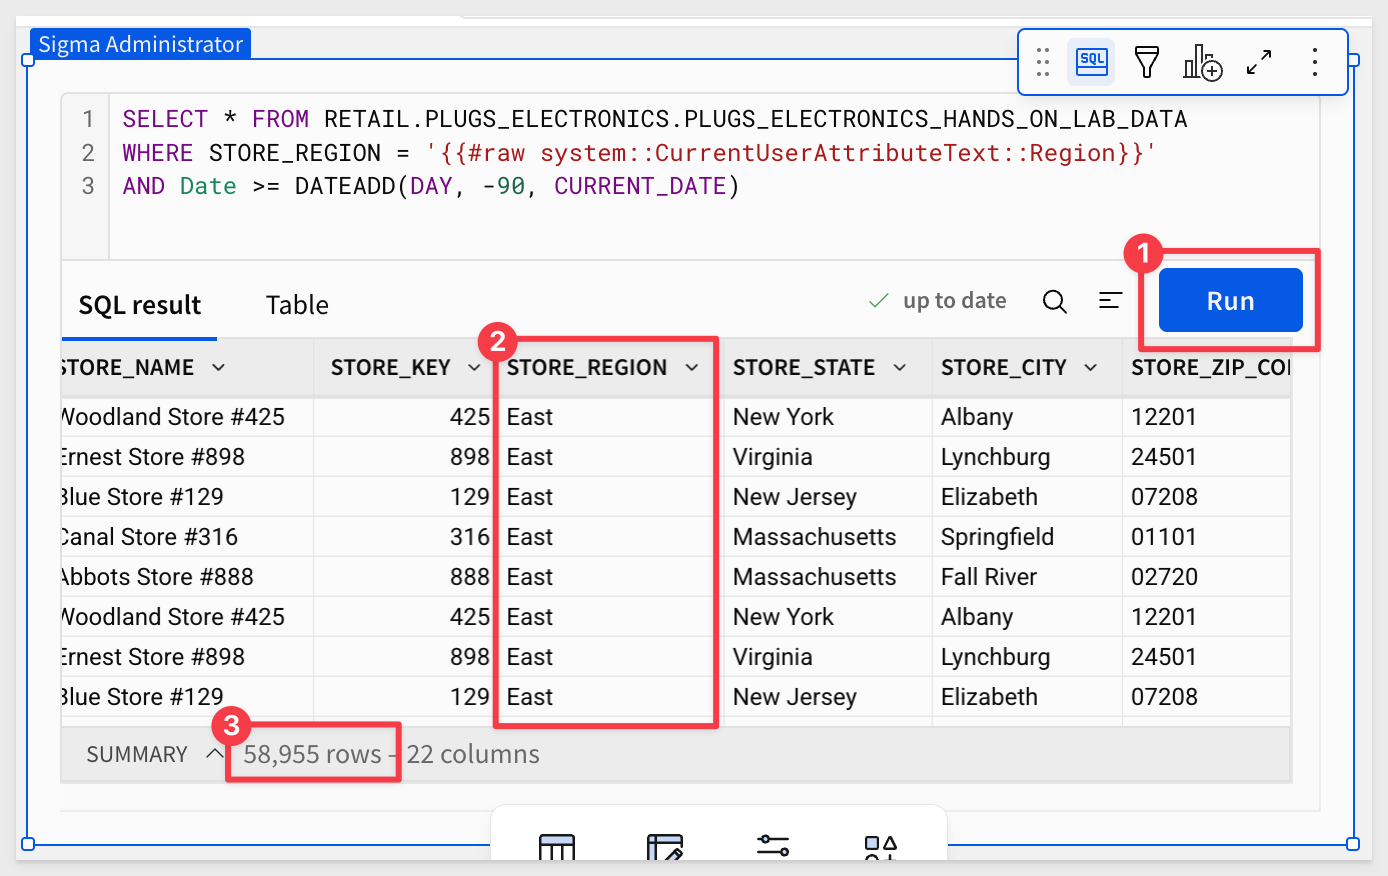 Sigma Administrator
SQL
1 SELECT * FROM RETAIL.PLUGS_ELECTRONICS.PLUGS_ELECTRONICS_HANDS_ON_LAB_DATA
2 WHERE STORE_REGION = '{{#raw system::CurrentUserAttributeText::Region}}'
3 AND Date >= DATEADD(DAY, -90, CURRENT_DATE)
1
SQL result Table up to date Run
2
STORE_NAME STORE_KEY STORE_REGION STORE_STATE STORE_CITY STORE_ZIP_CO
Woodland Store #425 425 East New York Albany 12201
Ernest Store #898 898 East Virginia Lynchburg 24501
Blue Store #129 129 East New Jersey Elizabeth 07208
Canal Store #316 316 East Massachusetts Springfield 01101
Abbots Store #888 888 East Massachusetts Fall River 02720
Woodland Store #425 425 East New York Albany 12201
Ernest Store #898 898 East Virginia Lynchburg 24501
Blue Store #129 129 East New Jersey Elizabeth 07208
3
SUMMARY 58,955 rows - 22 columns